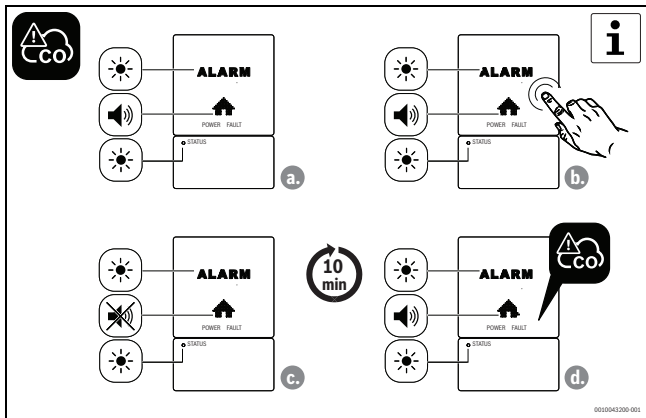 CO
i
ALARM
POWER FAULT
STATUS
a.
ALARM
POWER FAULT
STATUS
b.
ALARM
POWER FAULT
STATUS
c.
10
min
CO
ALARM
POWER FAULT
STATUS
d.
0010043200-001